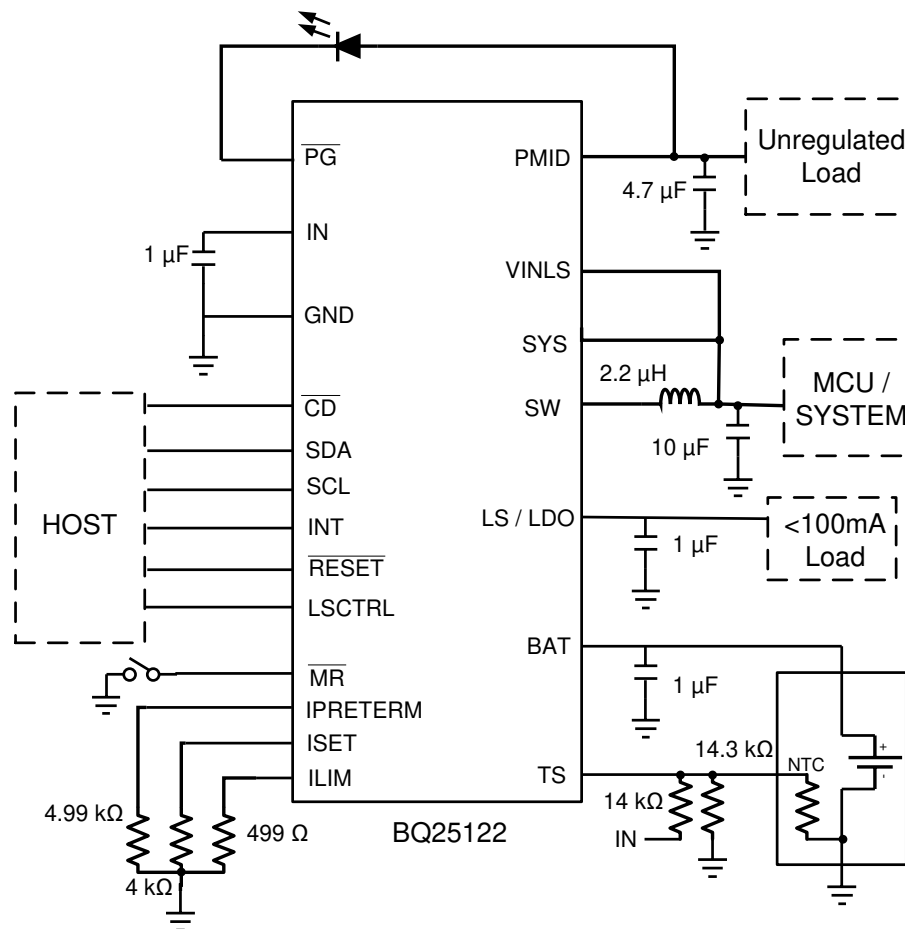 PG
PMID
Unregulated
Load
4.7 µF
IN
1 µF
GND
VINLS
SYS
2.2 µH
SW
MCU /
SYSTEM
10 µF
HOST
CD
SDA
SCL
INT
RESET
LSCTRL
LS / LDO
<100mA
Load
1 µF
MR
BAT
1 µF
IPRETERM
ISET
ILIM
TS
14.3 kΩ
NTC
+
-
14 kΩ
IN
4.99 kΩ
499 Ω
4 kΩ
BQ25122